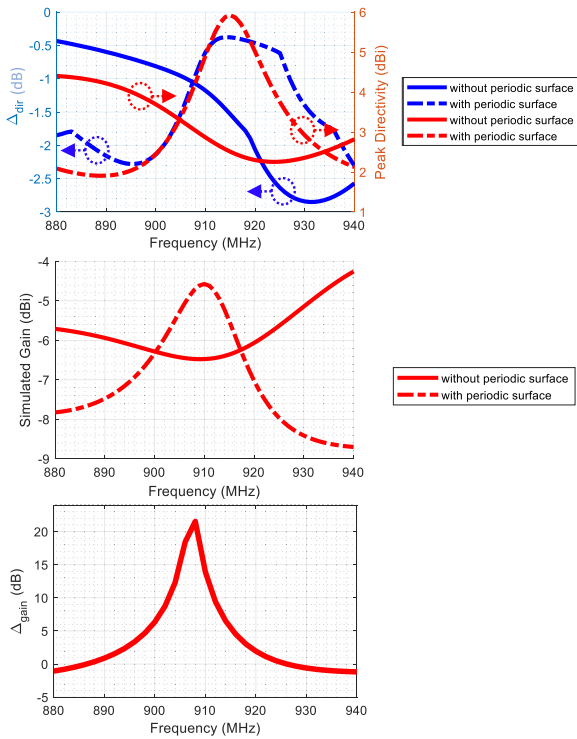 0
-0.5
-1
-1.5
-2
-2.5
-3
Δdir (dB)
6
5
4
3
2
1
Peak Directivity (dBi)
880 890 900 910 920 930 940
Frequency (MHz)
without periodic surface
with periodic surface
without periodic surface
with periodic surface
-4
-5
-6
-7
-8
-9
Simulated Gain (dBi)
880 890 900 910 920 930 940
Frequency (MHz)
without periodic surface
with periodic surface
20
15
10
5
0
-5
Δgain (dB)
880 890 900 910 920 930 940
Frequency (MHz)